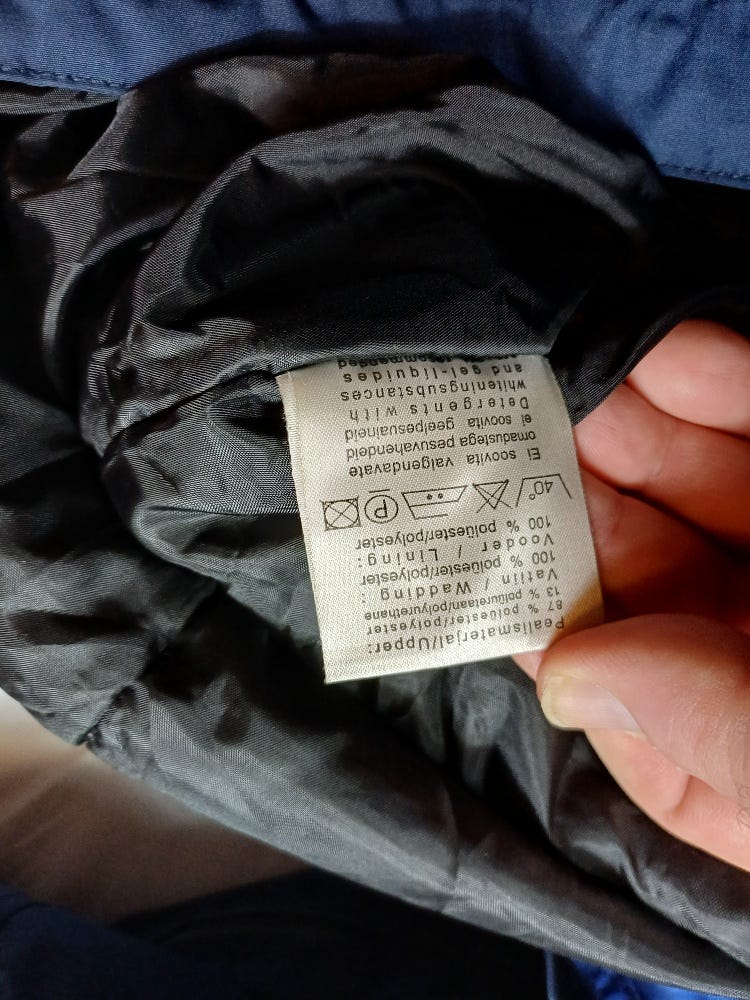 Pealismaterjal/Upper:
87 % polüester/polyester
13 % polüuretaan/polyurethane
Vatiin / Wadding :
100 % polüester/polyester
Vooder / Lining :
100 % polüester/polyester
40° P
Ei soovita valgendavate
omadustega pesuvahendeid
ei soovita geelpesuaineid
Detergents with
whiteningsubstances
and gel-liquides
recommended